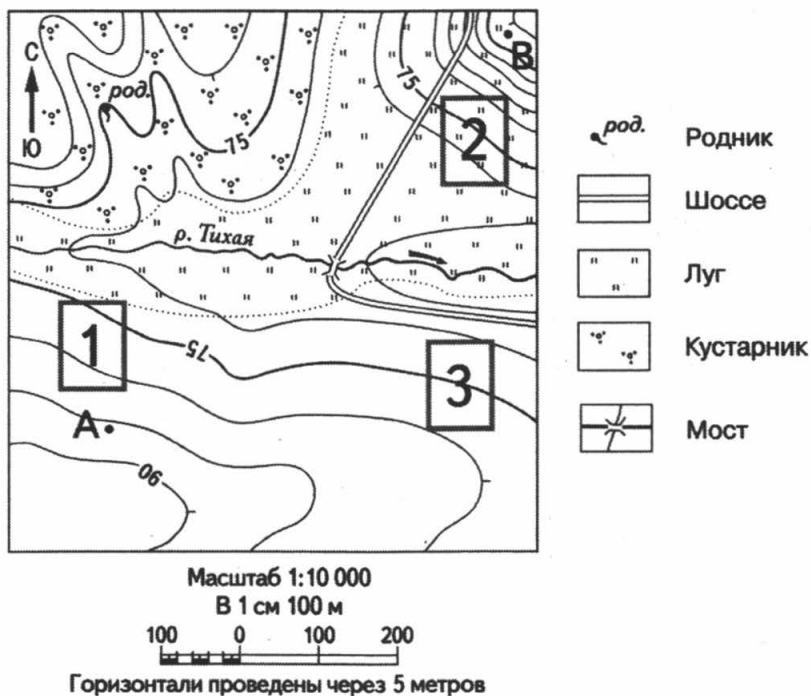 С
Ю
род.
75
75
В
2
р. Тихая
1
75
3
А
90
род. Родник
Шоссе
Луг
Кустарник
Мост
Масштаб 1:10 000
В 1 см 100 м
100 0 100 200
Горизонтали проведены через 5 метров